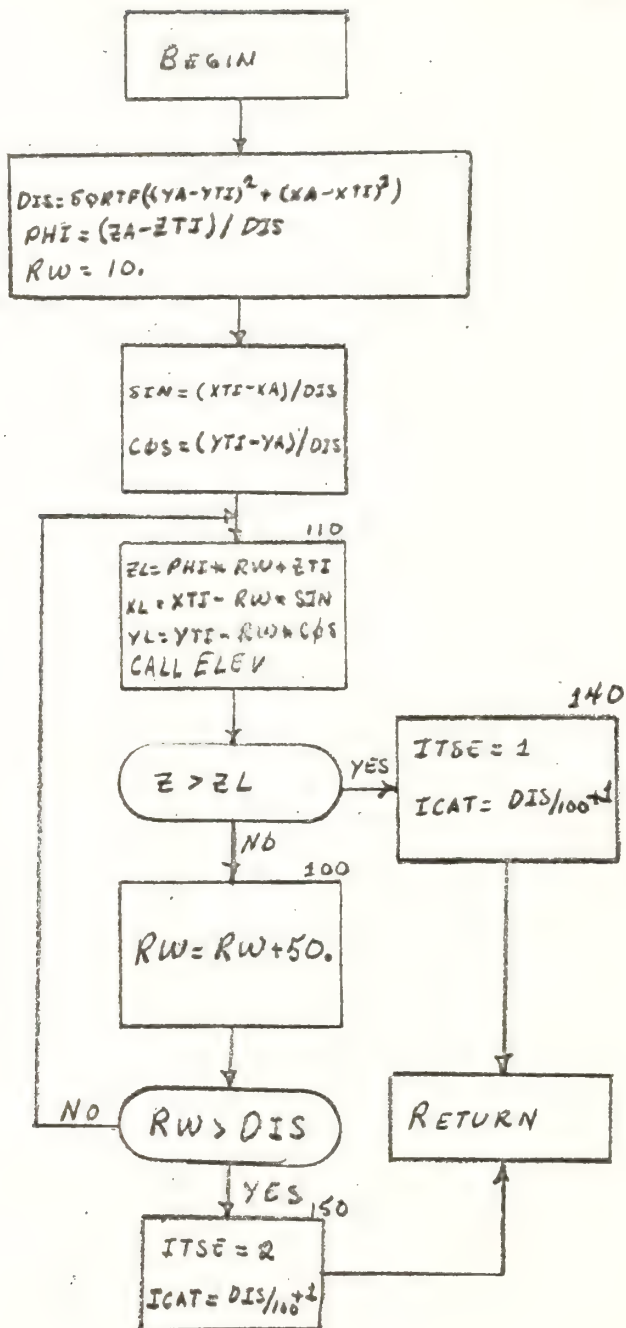 BEGIN
DIS=SQRTF((YA-YTI)² + (XA-XTI)²)
PHI = (ZA-ZTI) / DIS
RW = 10.
SIN = (XTI-XA)/DIS
CØS = (YTI-YA)/DIS
110
ZL = PHI * RW + ZTI
XL = XTI - RW * SIN
YL = YTI - RW * CØS
CALL ELEV
140
Z > ZL
YES
ITSE = 1
ICAT = DIS/100+1
NØ
100
RW = RW + 50.
NO
RW > DIS
RETURN
YES
150
ITSE = 2
ICAT = DIS/100+1